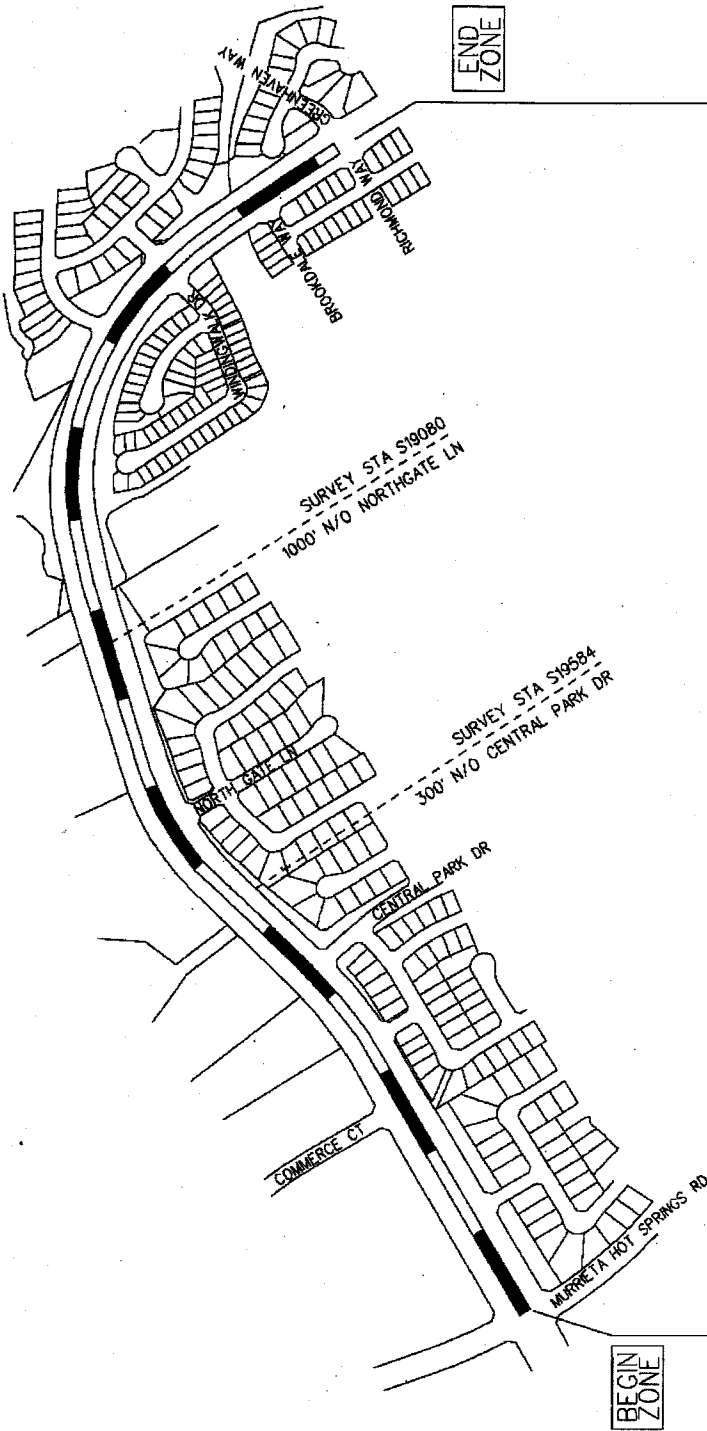 END
ZONE
GREENHAVEN WAY
RICHMOND WAY
BROOKDALE WAY
WINDINGWALK DR
SURVEY STA S19080
1000' N/O NORTHGATE LN
NORTH GATE LN
SURVEY STA S19584
300' N/O CENTRAL PARK DR
CENTRAL PARK DR
COMMERCE CT
MURRIETA HOT SPRINGS RD
BEGIN
ZONE